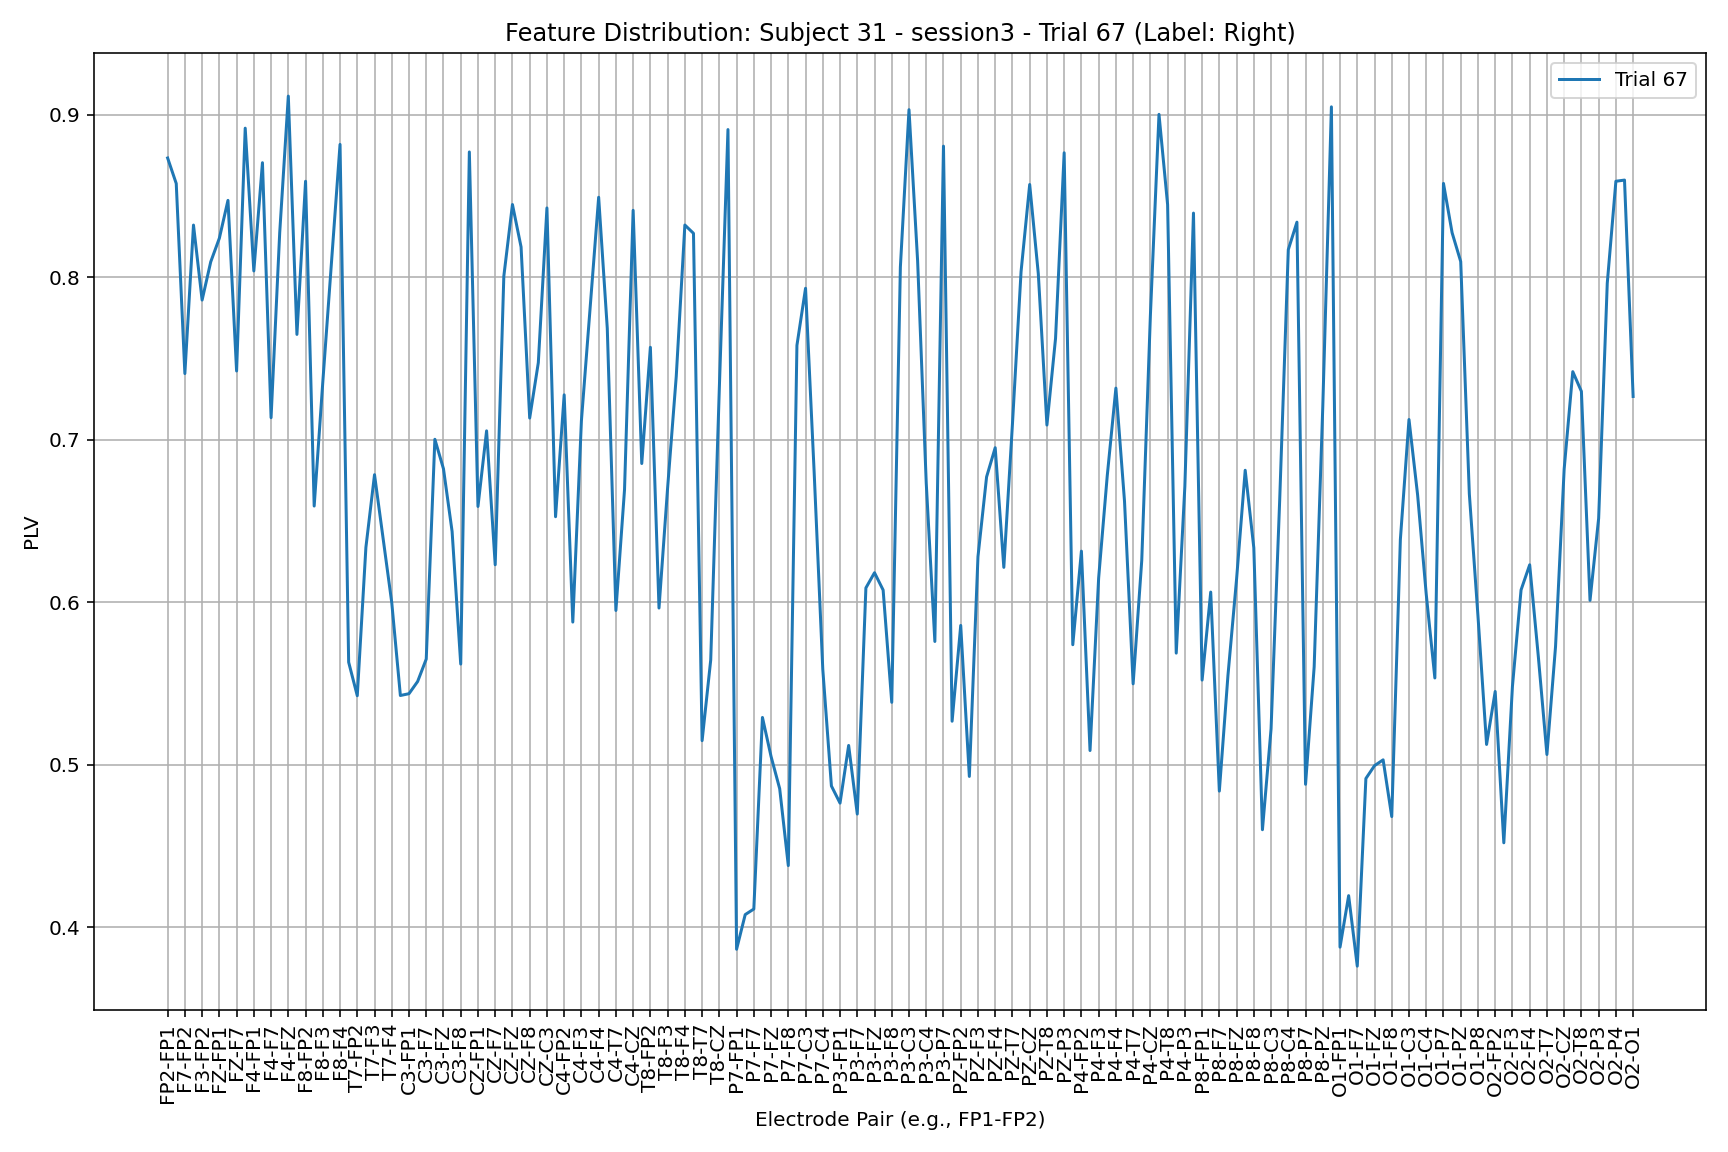 Feature Distribution: Subject 31 - session3 - Trial 67 (Label: Right)
Trial 67
PLV
0.9
0.8
0.7
0.6
0.5
0.4
FP2-FP1
F7-FP2
F3-FP2
FZ-FP1
FZ-F7
F4-FP1
F4-F7
F4-FZ
F8-FP2
F8-F3
F8-F4
T7-FP2
T7-F3
T7-F4
C3-FP1
C3-F7
C3-FZ
C3-F8
CZ-FP1
CZ-F7
CZ-FZ
CZ-F8
CZ-C3
C4-FP2
C4-F3
C4-F4
C4-T7
C4-CZ
T8-FP2
T8-F3
T8-F4
T8-T7
T8-CZ
P7-FP1
P7-F7
P7-FZ
P7-F8
P7-C3
P7-C4
P3-FP1
P3-F7
P3-FZ
P3-F8
P3-C3
P3-C4
P3-P7
PZ-FP2
PZ-F3
PZ-F4
PZ-T7
PZ-CZ
PZ-T8
PZ-P3
P4-FP2
P4-F3
P4-F4
P4-T7
P4-CZ
P4-T8
P4-P3
P8-FP1
P8-F7
P8-FZ
P8-F8
P8-C3
P8-C4
P8-P7
P8-PZ
O1-FP1
O1-F7
O1-FZ
O1-F8
O1-C3
O1-C4
O1-P7
O1-PZ
O1-P8
O2-FP2
O2-F3
O2-F4
O2-T7
O2-CZ
O2-T8
O2-P3
O2-P4
O2-O1
Electrode Pair (e.g., FP1-FP2)